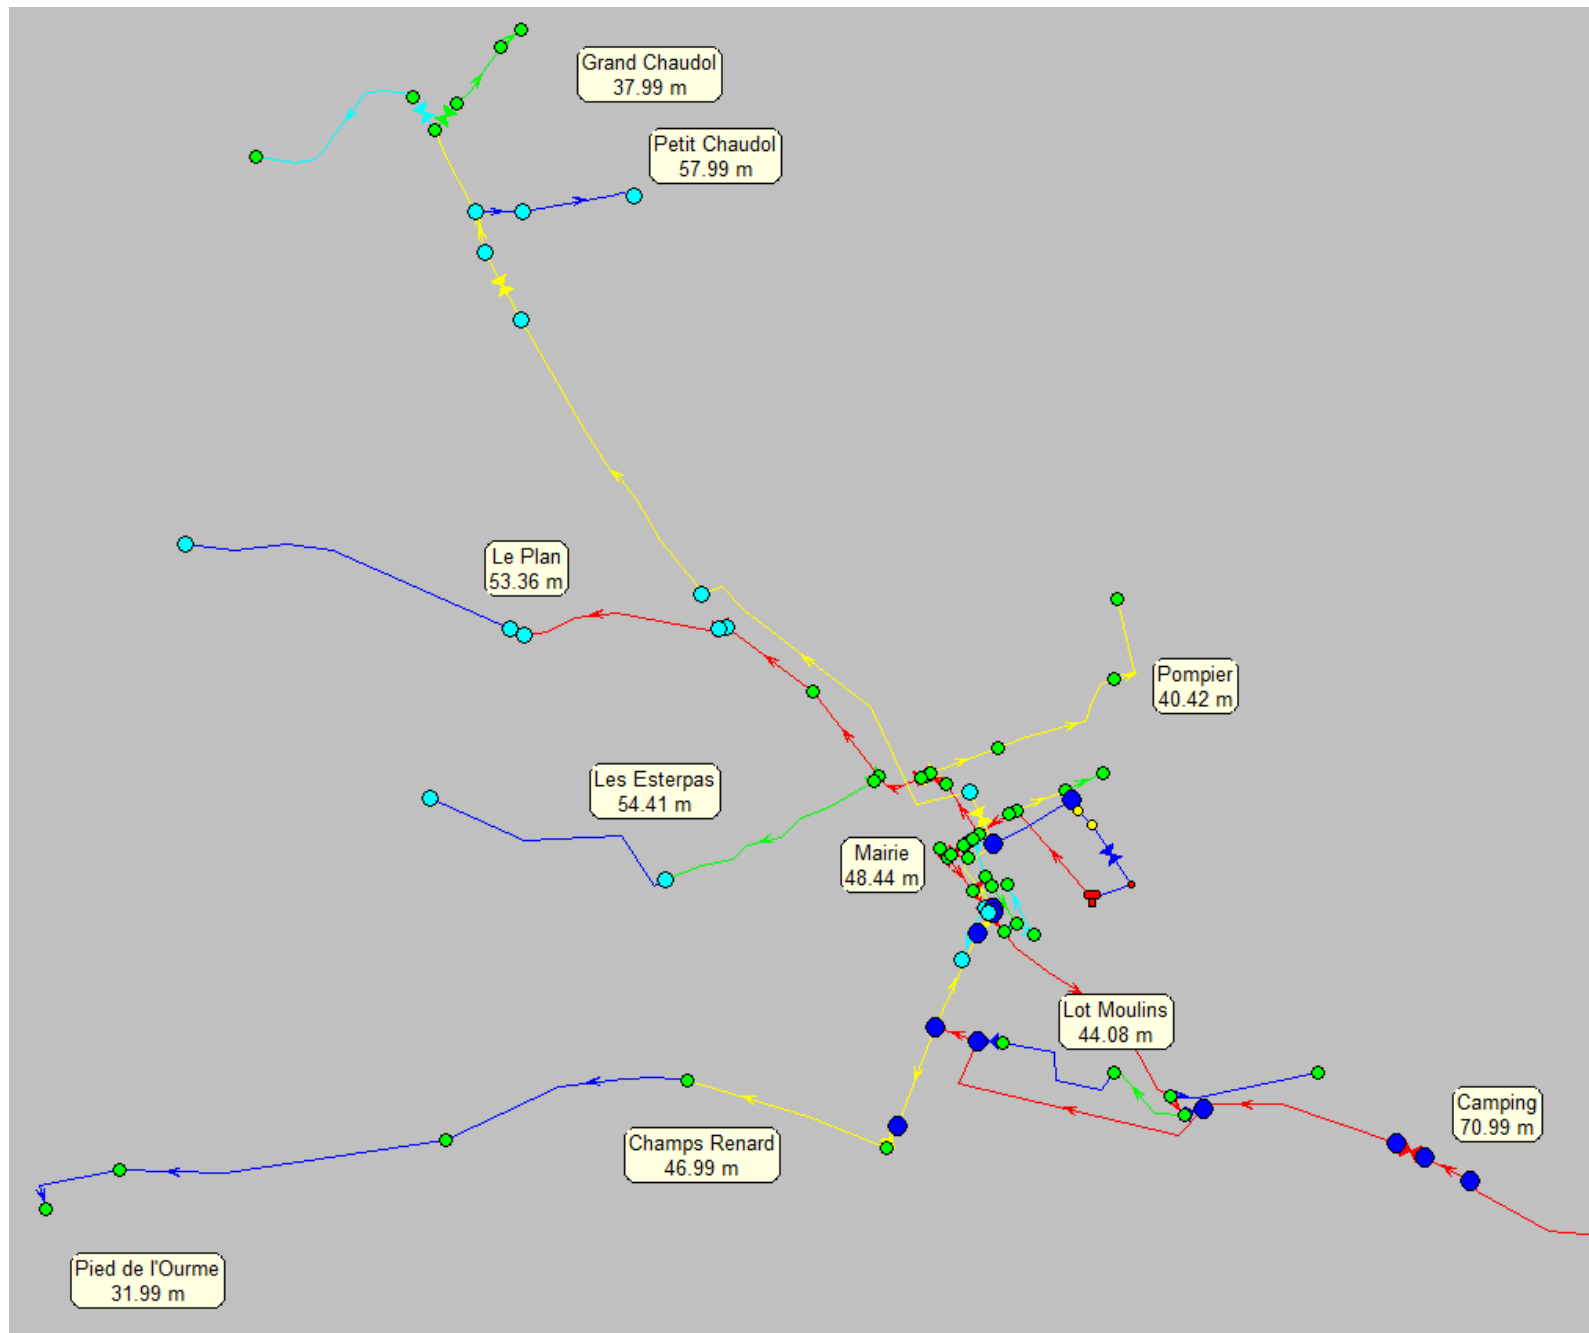 Grand Chaudol
37.99 m
Petit Chaudol
57.99 m
Le Plan
53.36 m
Pompier
40.42 m
Les Esterpas
54.41 m
Mairie
48.44 m
Lot Moulins
44.08 m
Camping
70.99 m
Champs Renard
46.99 m
Pied de l'Ourme
31.99 m